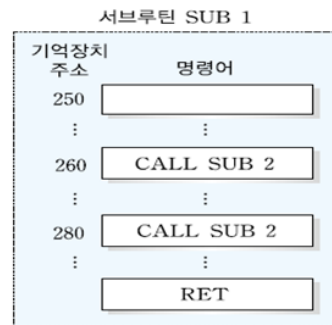 서브루틴 SUB 1
기억장치
주소 명령어
250
⋮ ⋮
260 CALL SUB 2
⋮ ⋮
280 CALL SUB 2
⋮ ⋮
RET